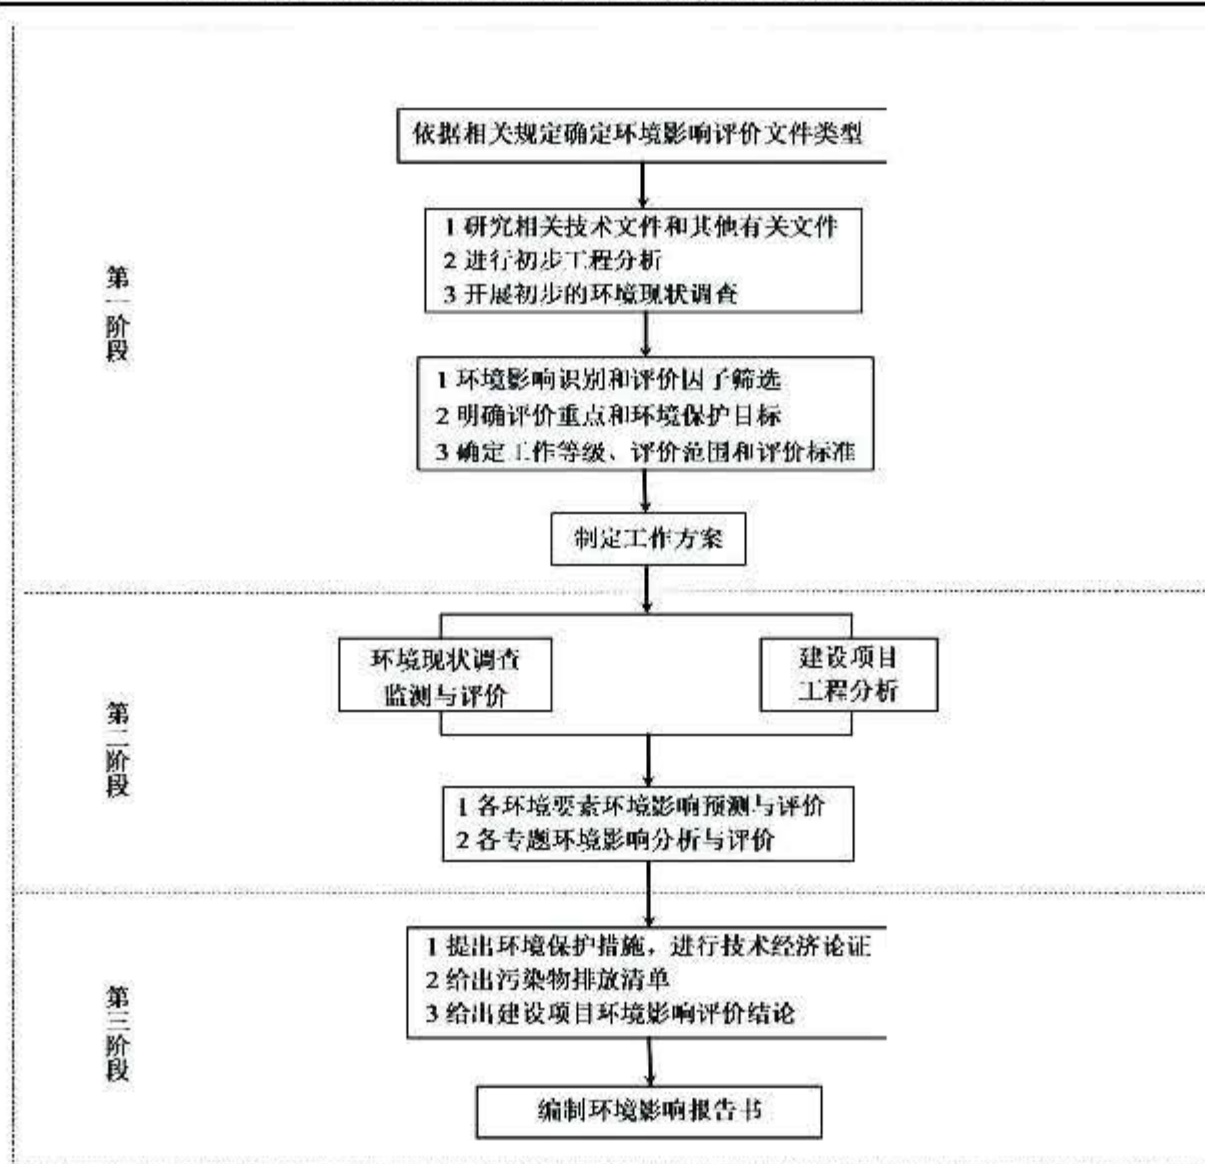 依据相关规定确定环境影响评价文件类型
1 研究相关技术文件和其他有关文件
2 进行初步工程分析
3 开展初步的环境现状调查
第一阶段
1 环境影响识别和评价因子筛选
2 明确评价重点和环境保护目标
3 确定工作等级、评价范围和评价标准
制定工作方案
环境现状调查
监测与评价
建设项目
工程分析
第二阶段
1 各环境要素环境影响预测与评价
2 各专题环境影响分析与评价
1 提出环境保护措施，进行技术经济论证
2 给出污染物排放清单
3 给出建设项目环境影响评价结论
第三阶段
编制环境影响报告书